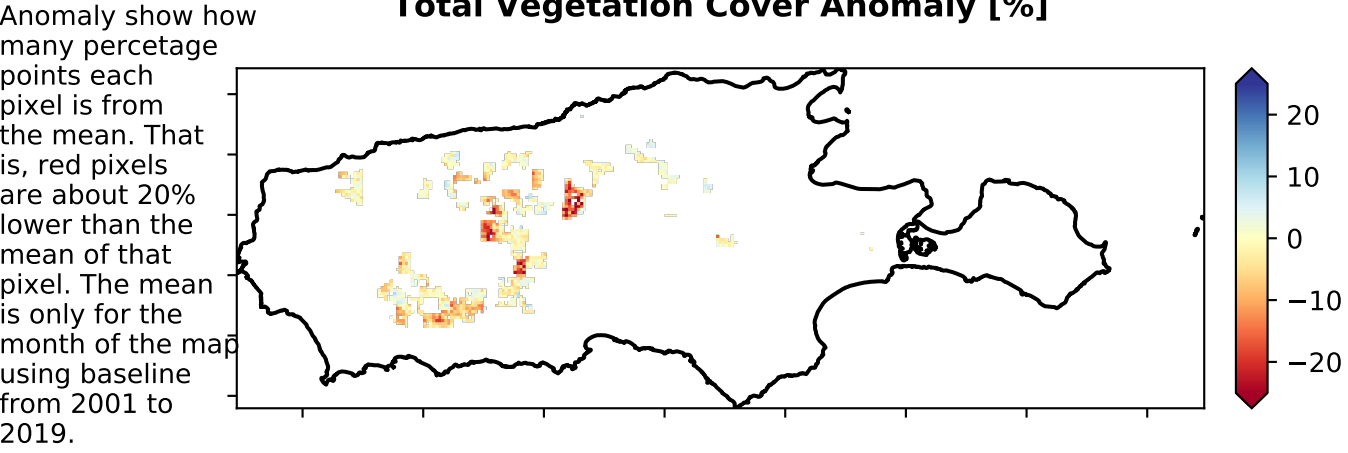 Anomaly show how
many percetage
points each
pixel is from
the mean. That
is, red pixels
are about 20%
lower than the
mean of that
pixel. The mean
is only for the
month of the map
using baseline
from 2001 to
2019.
Total Vegetation Cover Anomaly [%]
20
10
0
−10
−20